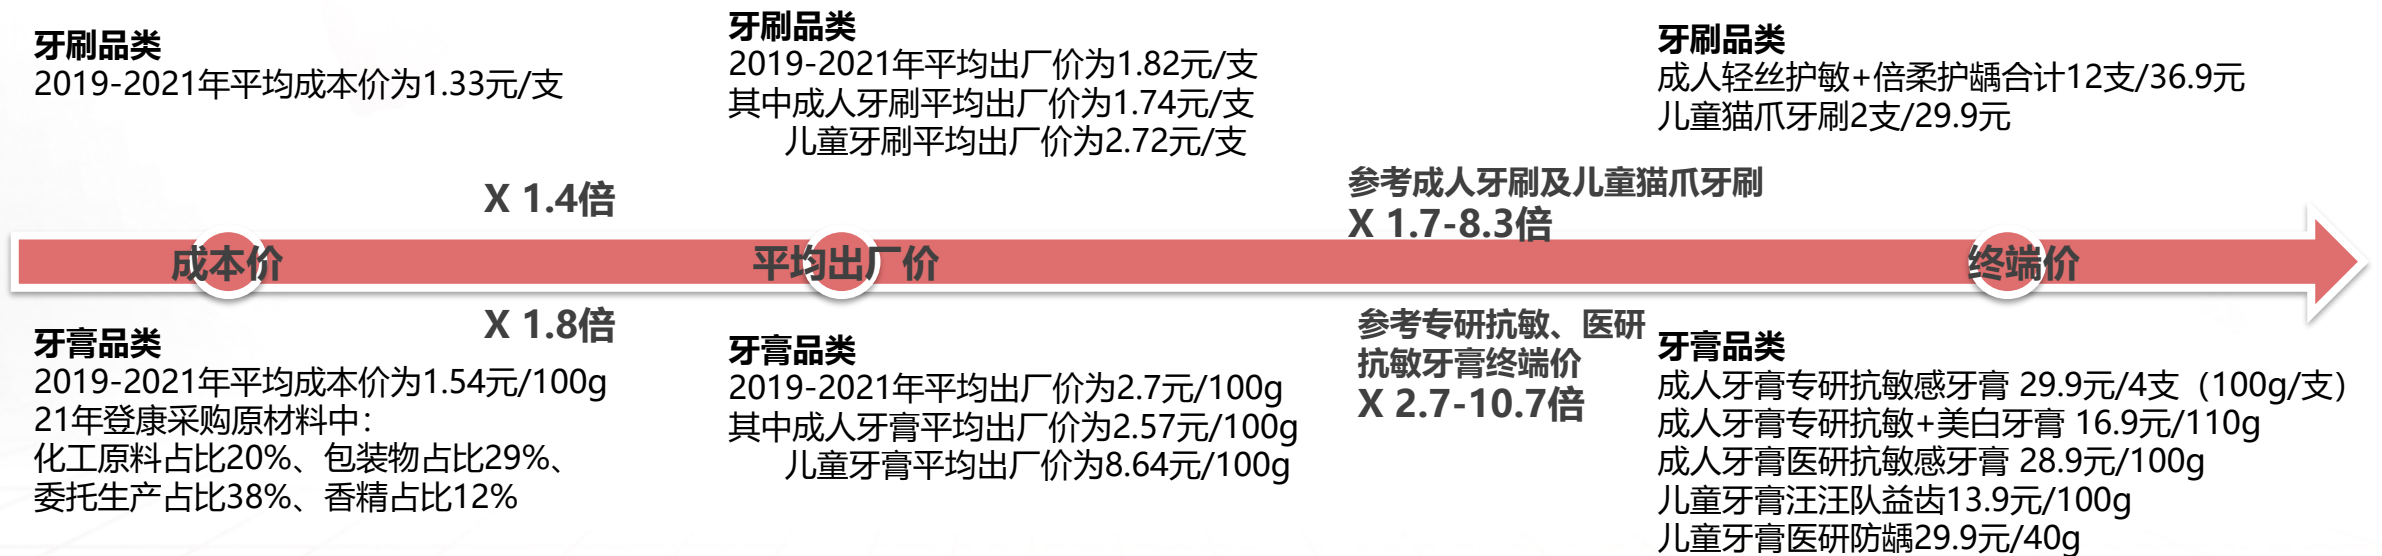 牙刷品类
2019-2021年平均成本价为1.33元/支
牙刷品类
2019-2021年平均出厂价为1.82元/支
其中成人牙刷平均出厂价为1.74元/支
儿童牙刷平均出厂价为2.72元/支
牙刷品类
成人轻丝护敏+倍柔护龋合计12支/36.9元
儿童猫爪牙刷2支/29.9元
X 1.4倍
参考成人牙刷及儿童猫爪牙刷
X 1.7-8.3倍
成本价
平均出厂价
终端价
X 1.8倍
牙膏品类
2019-2021年平均成本价为1.54元/100g
21年登康采购原材料中：
化工原料占比20%、包装物占比29%、
委托生产占比38%、香精占比12%
牙膏品类
2019-2021年平均出厂价为2.7元/100g
其中成人牙膏平均出厂价为2.57元/100g
儿童牙膏平均出厂价为8.64元/100g
参考专研抗敏、医研
抗敏牙膏终端价
X 2.7-10.7倍
牙膏品类
成人牙膏专研抗敏感牙膏 29.9元/4支（100g/支）
成人牙膏专研抗敏+美白牙膏 16.9元/110g
成人牙膏医研抗敏感牙膏 28.9元/100g
儿童牙膏汪汪队益齿13.9元/100g
儿童牙膏医研防龋29.9元/40g